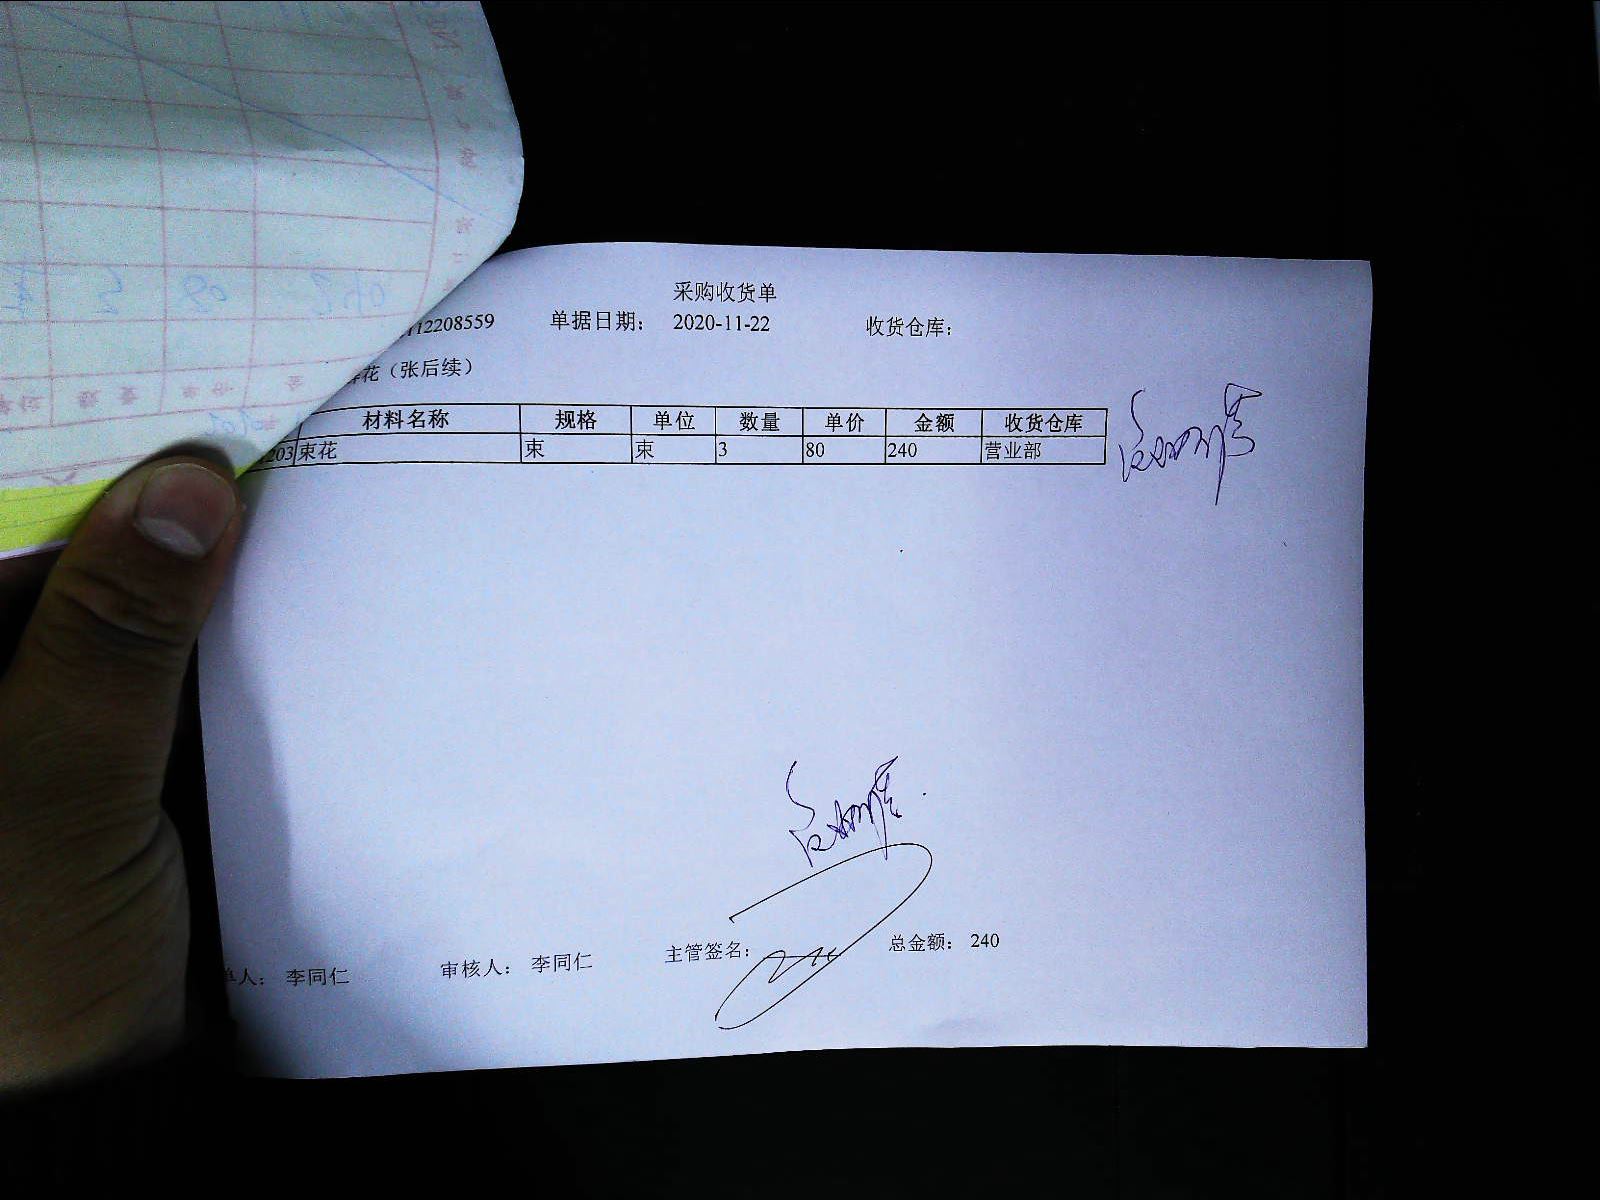 采购收货单
112208559 单据日期： 2020-11-22 收货仓库：
花（张后续）
材料名称 规格 单位 数量 单价 金额 收货仓库
203 束花 束 束 3 80 240 营业部
单人： 李同仁 审核人： 李同仁 主管签名： 总金额： 240